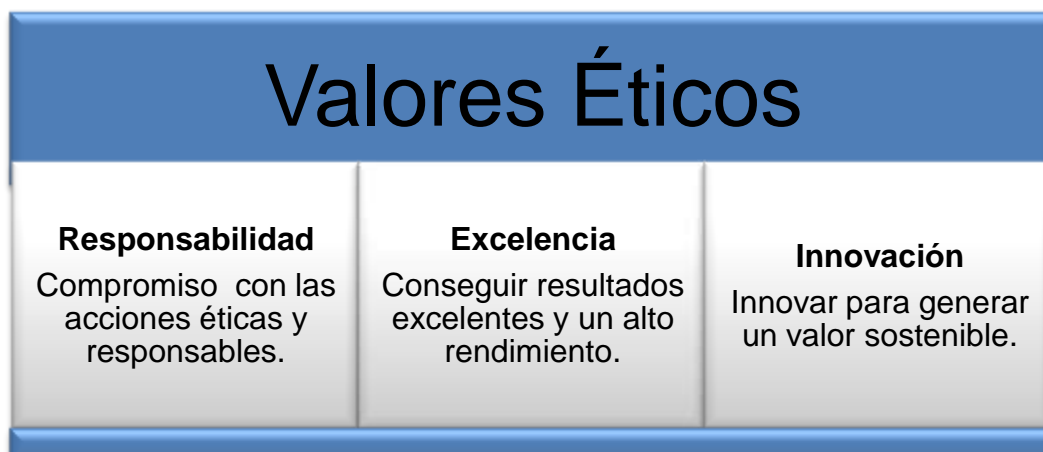 Valores Éticos
Responsabilidad
Compromiso  con las
acciones éticas y
responsables.
Excelencia
Conseguir resultados
excelentes y un alto
rendimiento.
Innovación
Innovar para generar
un valor sostenible.